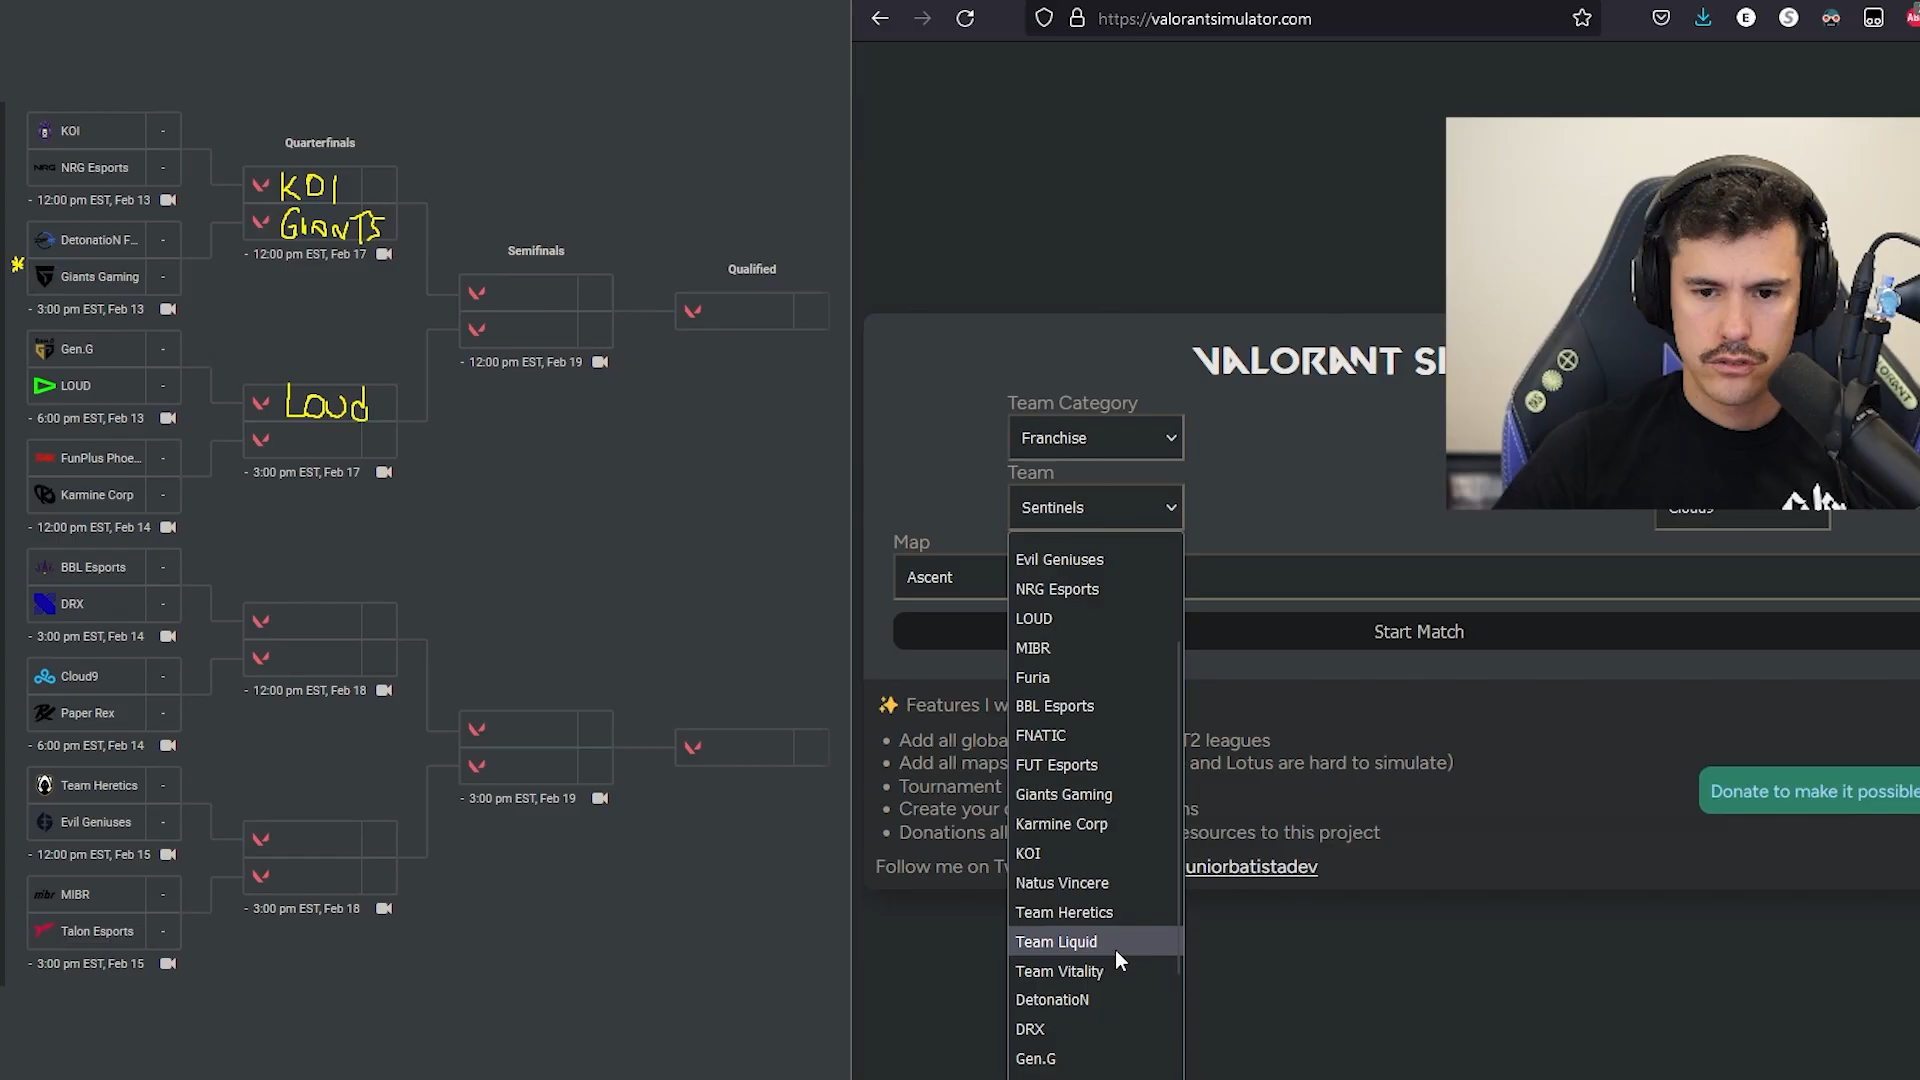 https://valorantsimulator.com
KOI -
NRG Esports -
- 12:00 pm EST, Feb 13
DetonatioN F... -
Giants Gaming -
- 3:00 pm EST, Feb 13
Gen.G -
LOUD -
- 6:00 pm EST, Feb 13
FunPlus Phoe... -
Karmine Corp -
- 12:00 pm EST, Feb 14
BBL Esports -
DRX -
- 3:00 pm EST, Feb 14
Cloud9 -
Paper Rex -
- 6:00 pm EST, Feb 14
Team Heretics -
Evil Geniuses -
- 12:00 pm EST, Feb 15
MIBR -
Talon Esports -
- 3:00 pm EST, Feb 15
Quarterfinals
KOI
GIANTS
- 12:00 pm EST, Feb 17
Loud
- 3:00 pm EST, Feb 17
- 12:00 pm EST, Feb 18
- 3:00 pm EST, Feb 18
Semifinals
- 12:00 pm EST, Feb 19
- 3:00 pm EST, Feb 19
Qualified
VALORANT SI
Team Category
Franchise
Team
Sentinels
Cloud9
Map
Ascent
Evil Geniuses
NRG Esports
LOUD
MIBR
Furia
BBL Esports
FNATIC
FUT Esports
Giants Gaming
Karmine Corp
KOI
Natus Vincere
Team Heretics
Team Liquid
Team Vitality
DetonatioN
DRX
Gen.G
Start Match
✨ Features I w
• Add all globa T2 leagues
• Add all maps and Lotus are hard to simulate)
• Tournament
• Create your ns
• Donations all esources to this project
Follow me on Tw uniorbatistadev
Donate to make it possible